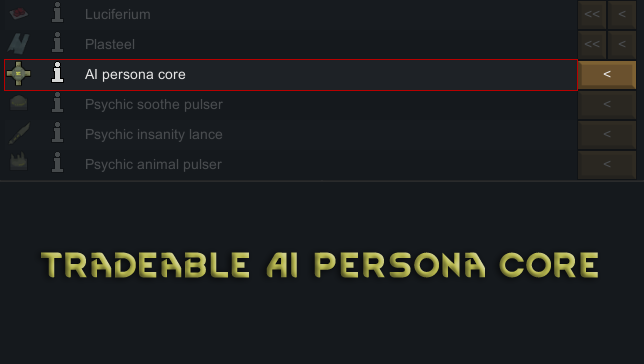 Luciferium << <
Plasteel << <
AI persona core <
Psychic soothe pulser <
Psychic insanity lance <
Psychic animal pulser <
TRADEABLE AI PERSONA CORE